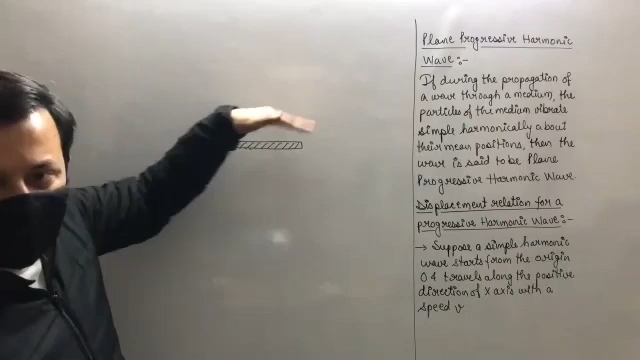 Plane Progressive Harmonic
Wave:-
If during the propagation of
a wave through a medium, the
particles of the medium vibrate
simple harmonically about
their mean positions, then the
wave is said to be Plane
Progressive Harmonic Wave.
Displacement relation for a
progressive Harmonic Wave:-
→ Suppose a simple harmonic
wave starts from the origin
O & travels along the positive
direction of X axis with a
speed v